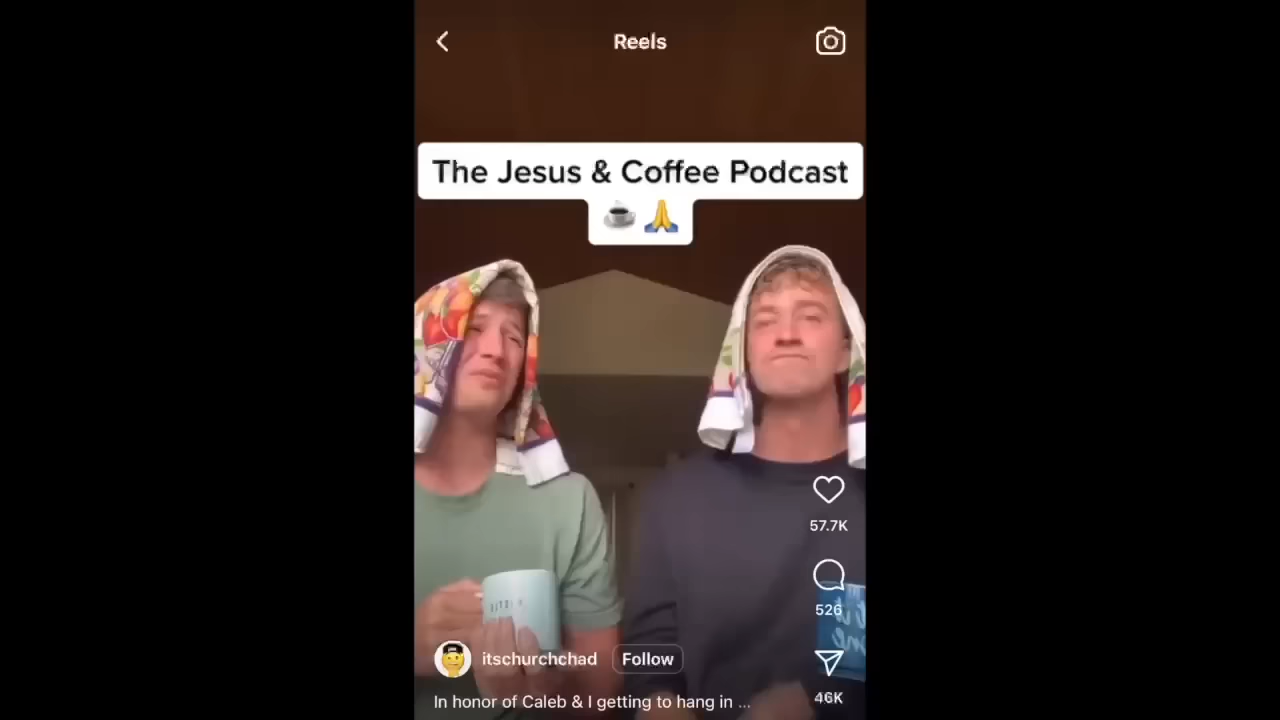 Reels
The Jesus & Coffee Podcast
☕🙏
57.7K
526
itschurchchad
Follow
46K
In honor of Caleb & I getting to hang in ...